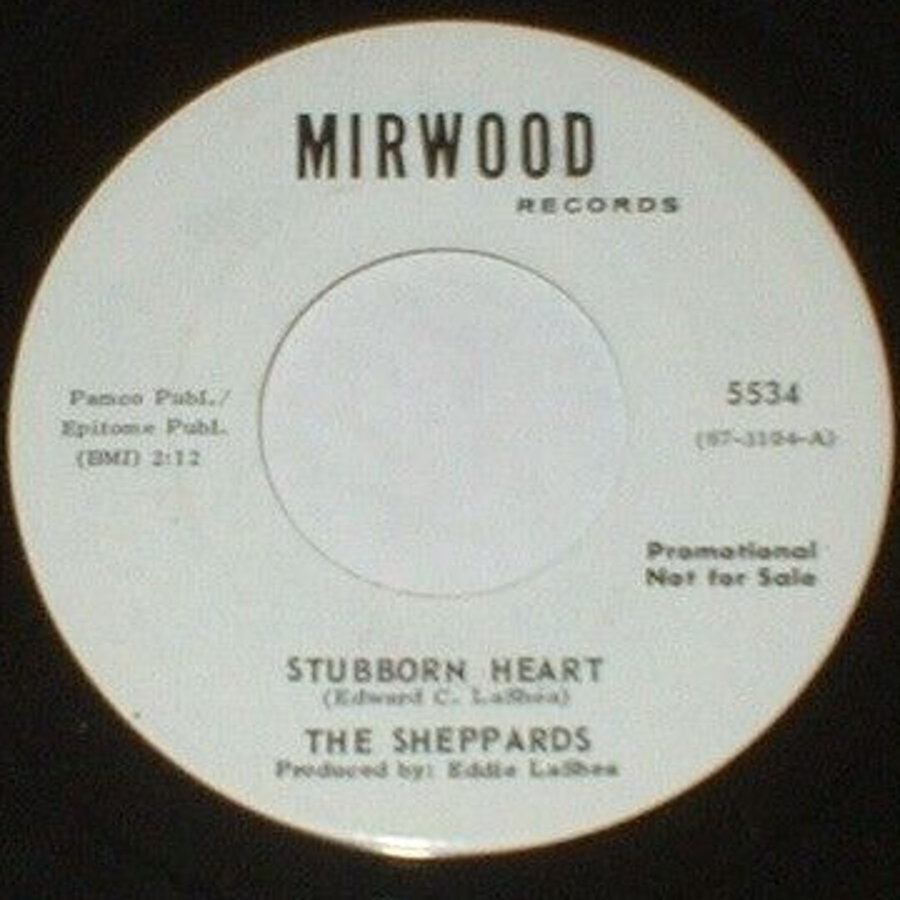 MIRWOOD
RECORDS
Pamco Publ./
Epitome Publ.
(BMI) 2:12
5534
(67-3104-A)
Promotional
Not for Sale
STUBBORN HEART
(Edward C. LaShea)
THE SHEPPARDS
Produced by: Eddie LaShea